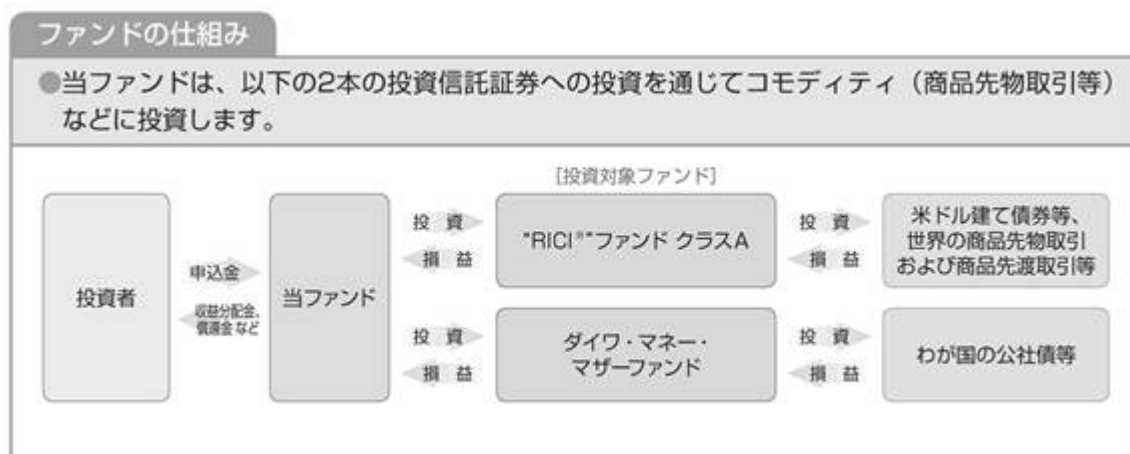 ファンドの仕組み
●当ファンドは、以下の2本の投資信託証券への投資を通じてコモディティ（商品先物取引等）
などに投資します。
［投資対象ファンド］
投資者
申込金
収益分配金、
償還金 など
当ファンド
投 資
損 益
"RICI®"ファンド クラスA
投 資
損 益
米ドル建て債券等、
世界の商品先物取引
および商品先渡取引等
投 資
損 益
ダイワ・マネー・
マザーファンド
投 資
損 益
わが国の公社債等